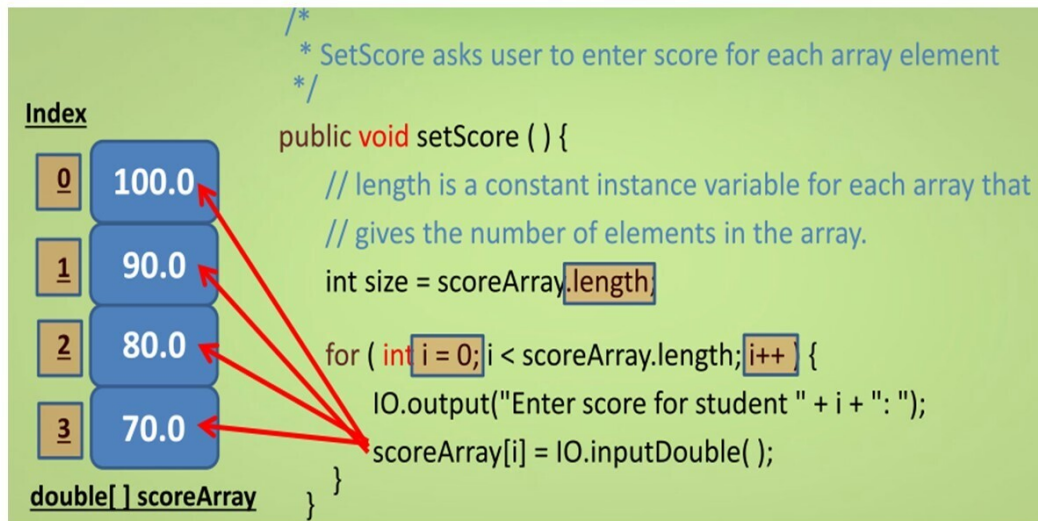 /*
* SetScore asks user to enter score for each array element
*/
Index
0 100.0
1 90.0
2 80.0
3 70.0
double[ ] scoreArray
public void setScore ( ) {
// length is a constant instance variable for each array that
// gives the number of elements in the array.
int size = scoreArray.length;
for ( int i = 0; i < scoreArray.length; i++ ) {
IO.output("Enter score for student " + i + ": ");
scoreArray[i] = IO.inputDouble( );
}
}